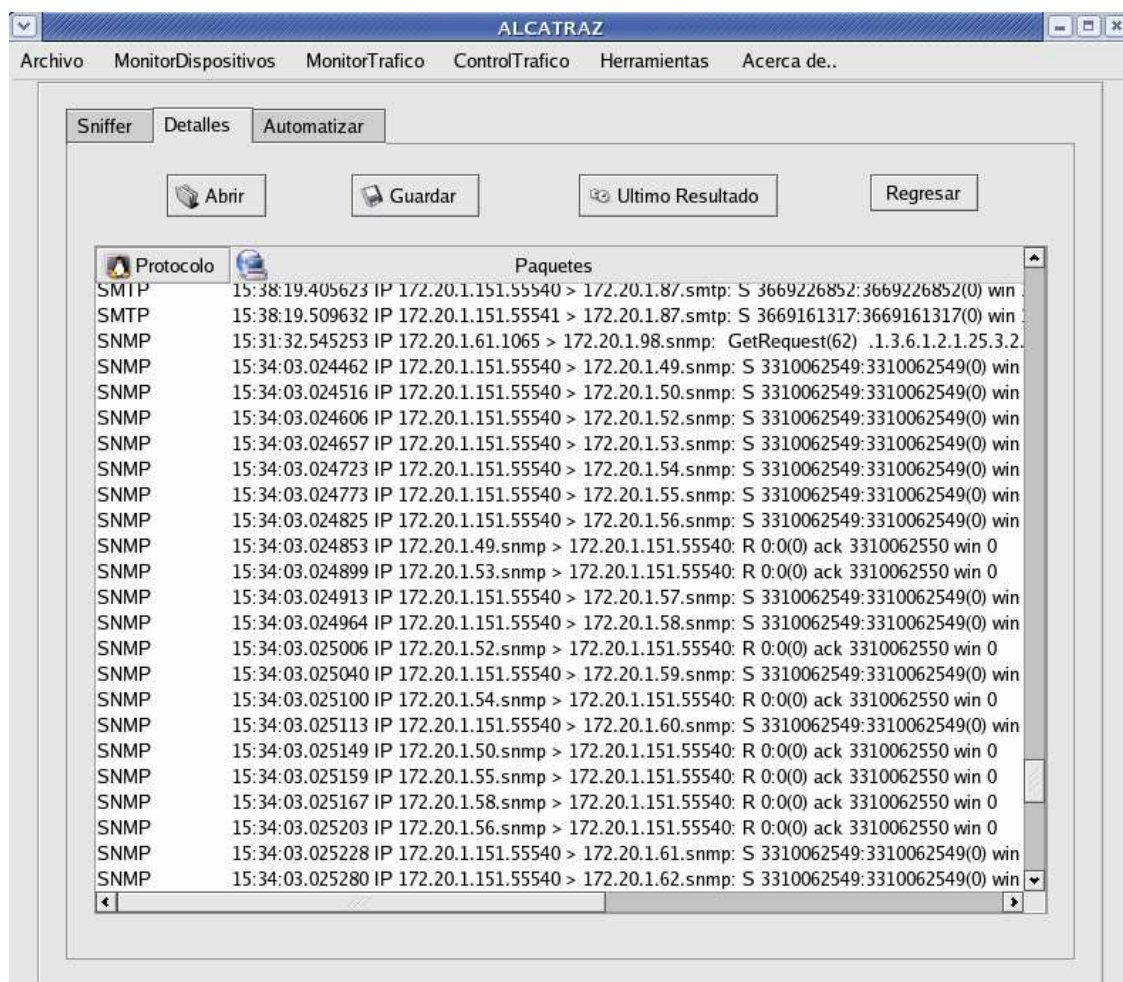 ALCATRAZ
Archivo MonitorDispositivos MonitorTrafico ControlTrafico Herramientas Acerca de..
Sniffer Detalles Automatizar
Abrir Guardar Ultimo Resultado Regresar
Protocolo Paquetes
SMTP 15:38:19.405623 IP 172.20.1.151.55540 > 172.20.1.87.smtp: S 3669226852:3669226852(0) win
SMTP 15:38:19.509632 IP 172.20.1.151.55541 > 172.20.1.87.smtp: S 3669161317:3669161317(0) win
SNMP 15:31:32.545253 IP 172.20.1.61.1065 > 172.20.1.98.snmp: GetRequest(62) .1.3.6.1.2.1.25.3.2.
SNMP 15:34:03.024462 IP 172.20.1.151.55540 > 172.20.1.49.snmp: S 3310062549:3310062549(0) win
SNMP 15:34:03.024516 IP 172.20.1.151.55540 > 172.20.1.50.snmp: S 3310062549:3310062549(0) win
SNMP 15:34:03.024606 IP 172.20.1.151.55540 > 172.20.1.52.snmp: S 3310062549:3310062549(0) win
SNMP 15:34:03.024657 IP 172.20.1.151.55540 > 172.20.1.53.snmp: S 3310062549:3310062549(0) win
SNMP 15:34:03.024723 IP 172.20.1.151.55540 > 172.20.1.54.snmp: S 3310062549:3310062549(0) win
SNMP 15:34:03.024773 IP 172.20.1.151.55540 > 172.20.1.55.snmp: S 3310062549:3310062549(0) win
SNMP 15:34:03.024825 IP 172.20.1.151.55540 > 172.20.1.56.snmp: S 3310062549:3310062549(0) win
SNMP 15:34:03.024853 IP 172.20.1.49.snmp > 172.20.1.151.55540: R 0:0(0) ack 3310062550 win 0
SNMP 15:34:03.024899 IP 172.20.1.53.snmp > 172.20.1.151.55540: R 0:0(0) ack 3310062550 win 0
SNMP 15:34:03.024913 IP 172.20.1.151.55540 > 172.20.1.57.snmp: S 3310062549:3310062549(0) win
SNMP 15:34:03.024964 IP 172.20.1.151.55540 > 172.20.1.58.snmp: S 3310062549:3310062549(0) win
SNMP 15:34:03.025006 IP 172.20.1.52.snmp > 172.20.1.151.55540: R 0:0(0) ack 3310062550 win 0
SNMP 15:34:03.025040 IP 172.20.1.151.55540 > 172.20.1.59.snmp: S 3310062549:3310062549(0) win
SNMP 15:34:03.025100 IP 172.20.1.54.snmp > 172.20.1.151.55540: R 0:0(0) ack 3310062550 win 0
SNMP 15:34:03.025113 IP 172.20.1.151.55540 > 172.20.1.60.snmp: S 3310062549:3310062549(0) win
SNMP 15:34:03.025149 IP 172.20.1.50.snmp > 172.20.1.151.55540: R 0:0(0) ack 3310062550 win 0
SNMP 15:34:03.025159 IP 172.20.1.55.snmp > 172.20.1.151.55540: R 0:0(0) ack 3310062550 win 0
SNMP 15:34:03.025167 IP 172.20.1.58.snmp > 172.20.1.151.55540: R 0:0(0) ack 3310062550 win 0
SNMP 15:34:03.025203 IP 172.20.1.56.snmp > 172.20.1.151.55540: R 0:0(0) ack 3310062550 win 0
SNMP 15:34:03.025228 IP 172.20.1.151.55540 > 172.20.1.61.snmp: S 3310062549:3310062549(0) win
SNMP 15:34:03.025280 IP 172.20.1.151.55540 > 172.20.1.62.snmp: S 3310062549:3310062549(0) win